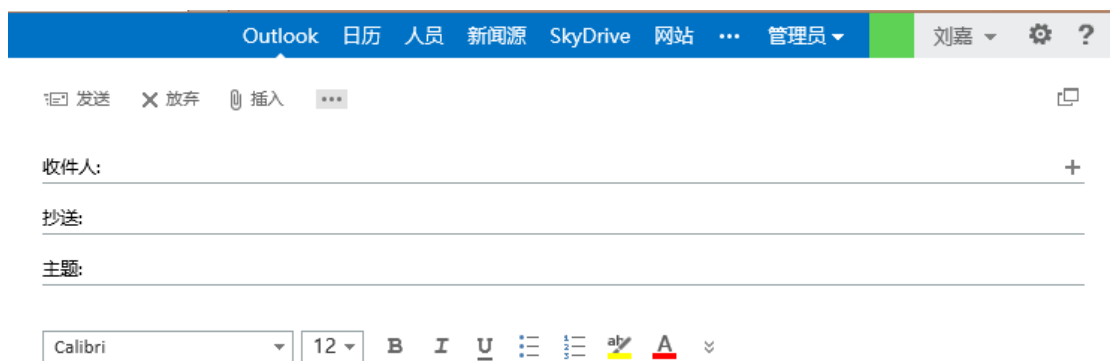 Outlook 日历 人员 新闻源 SkyDrive 网站 ••• 管理员 刘嘉 ?
发送 放弃 插入 •••
收件人:
抄送:
主题:
Calibri 12 B I U ab A